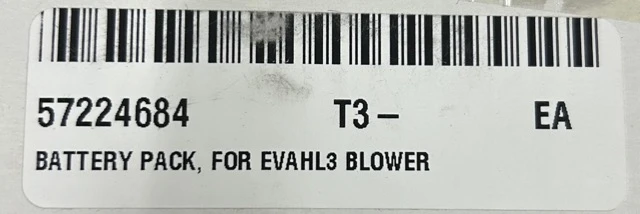 57224684 T3– EA
BATTERY PACK, FOR EVAHL3 BLOWER